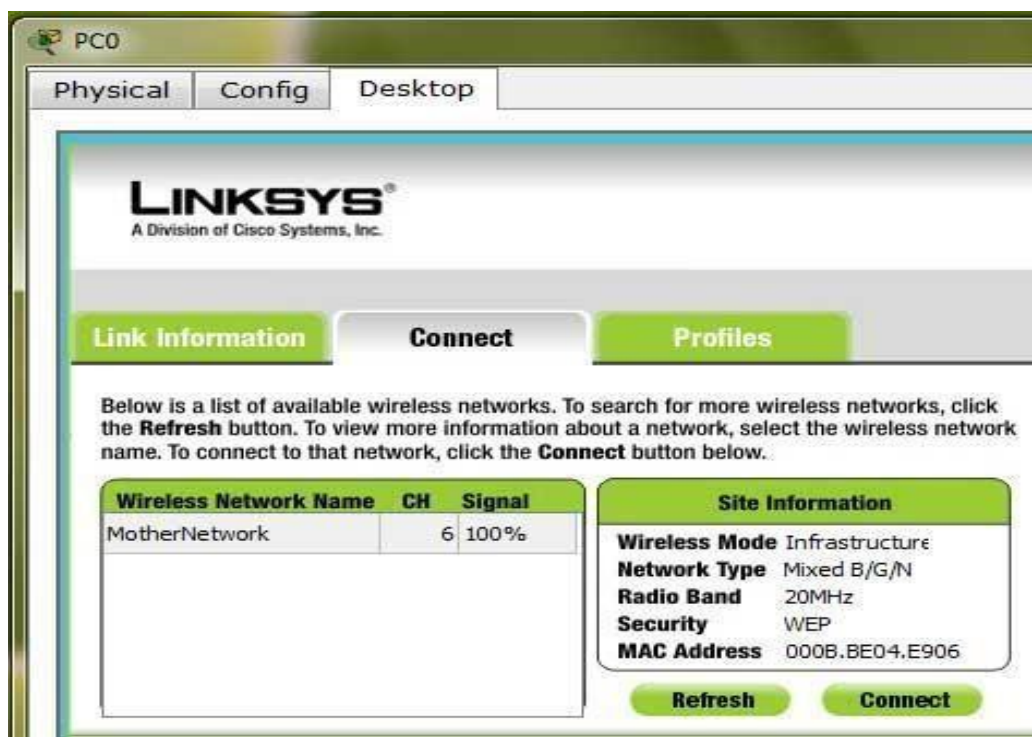 PC0
Physical Config Desktop
LINKSYS®
A Division of Cisco Systems, Inc.
Link Information Connect Profiles
Below is a list of available wireless networks. To search for more wireless networks, click
the Refresh button. To view more information about a network, select the wireless network
name. To connect to that network, click the Connect button below.
Wireless Network Name CH Signal
MotherNetwork 6 100%
Site Information
Wireless Mode Infrastructure
Network Type Mixed B/G/N
Radio Band 20MHz
Security WEP
MAC Address 000B.BE04.E906
Refresh Connect